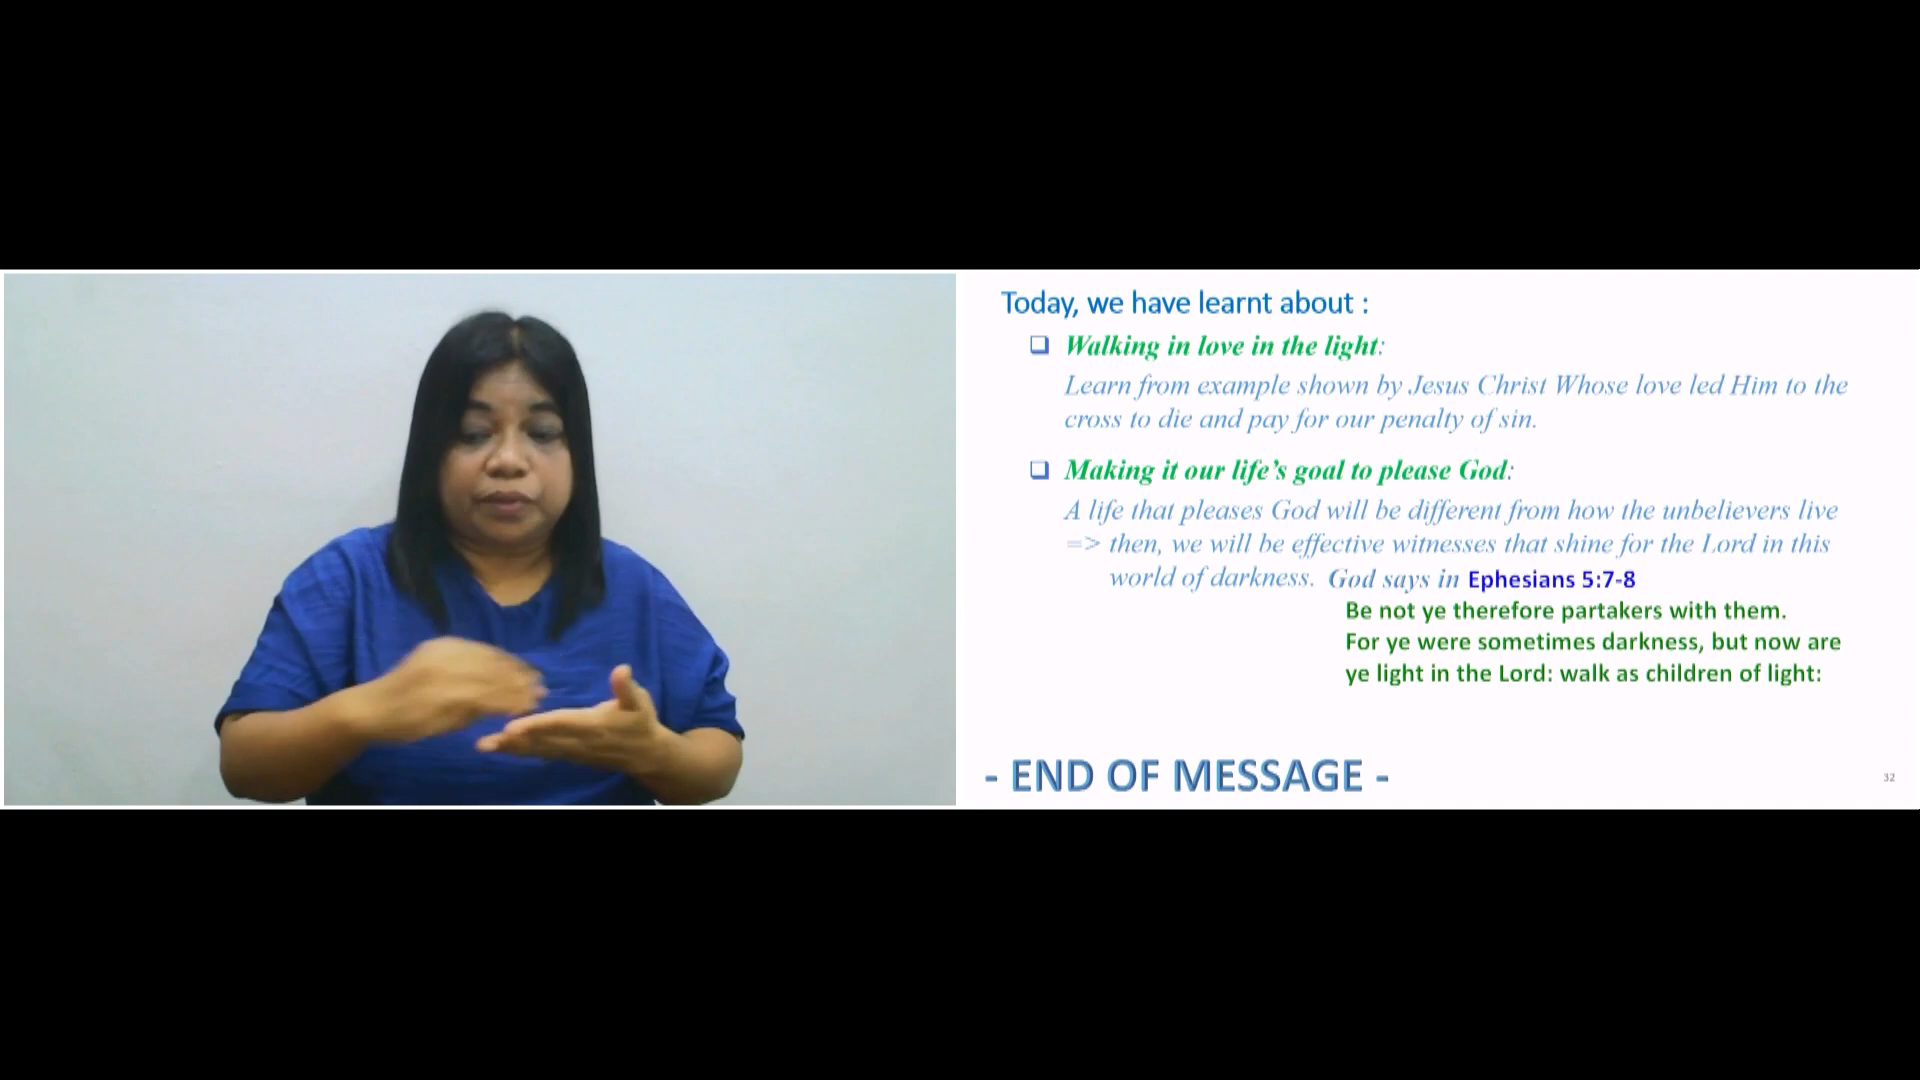 Today, we have learnt about :
❑ Walking in love in the light:
Learn from example shown by Jesus Christ Whose love led Him to the
cross to die and pay for our penalty of sin.
❑ Making it our life’s goal to please God:
A life that pleases God will be different from how the unbelievers live
=> then, we will be effective witnesses that shine for the Lord in this
world of darkness. God says in Ephesians 5:7-8
Be not ye therefore partakers with them.
For ye were sometimes darkness, but now are
ye light in the Lord: walk as children of light:
- END OF MESSAGE -
32